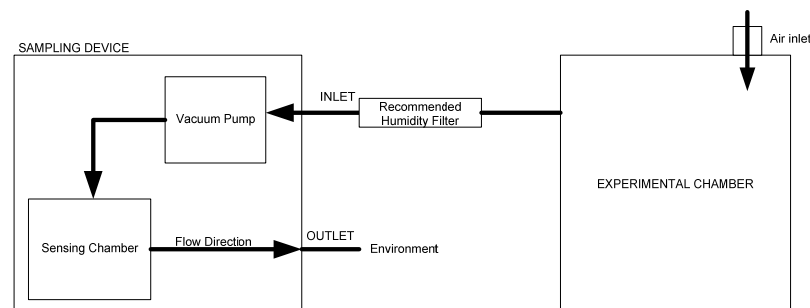 SAMPLING DEVICE
Air inlet
INLET
Recommended
Humidity Filter
Vacuum Pump
EXPERIMENTAL CHAMBER
Sensing Chamber
Flow Direction
OUTLET
Environment